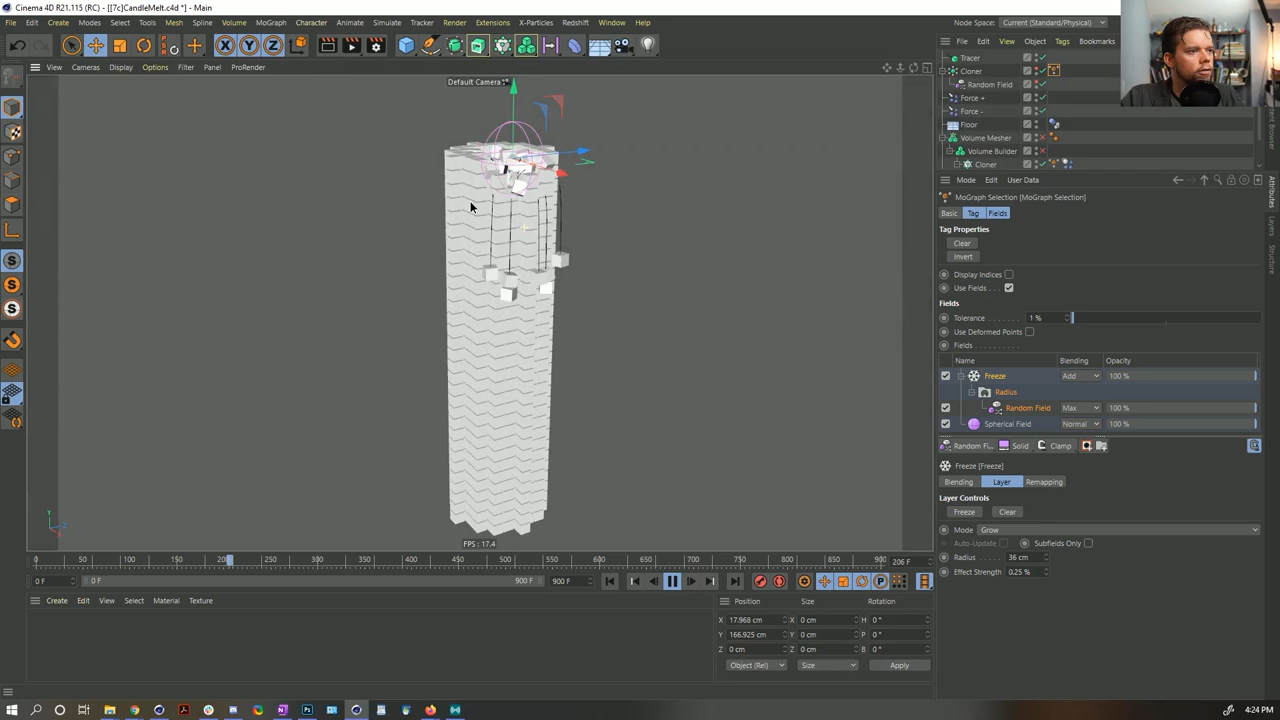 Cinema 4D R21.115 (RC) - [[7c]CandleMelt.c4d *] - Main
File Edit Create Modes Select Tools Mesh Spline Volume MoGraph Character Animate Simulate Tracker Render Extensions X-Particles Redshift Window Help
Node Space: Current (Standard/Physical)
X Y Z
File Edit View Object Tags Bookmarks
View Cameras Display Options Filter Panel ProRender
Default Camera
Tracer
Cloner
Random Field
Force +
Force -
Floor
Volume Mesher
Volume Builder
Cloner
Content Browser
Mode Edit User Data
Attributes
Layers
Structure
MoGraph Selection [MoGraph Selection]
Basic Tag Fields
Tag Properties
Clear
Invert
Display Indices
Use Fields
Fields
Tolerance 1 %
Use Deformed Points
Fields
Name Blending Opacity
Freeze Add 100 %
Radius
Random Field Max 100 %
Spherical Field Normal 100 %
Random Fi... Solid Clamp
Freeze [Freeze]
Blending Layer Remapping
Layer Controls
Freeze Clear
Mode Grow
Auto-Update Subfields Only
Radius 36 cm
Effect Strength 0.25 %
FPS : 17.4
0 50 100 150 200 250 300 350 400 450 500 550 600 650 700 750 800 850 900 206 F
0 F 0 F 900 F 900 F
Create Edit View Select Material Texture
Position Size Rotation
X 17.968 cm X 0 cm H 0 °
Y 166.925 cm Y 0 cm P 0 °
Z 0 cm Z 0 cm B 0 °
Object (Rel) Size Apply
4:24 PM